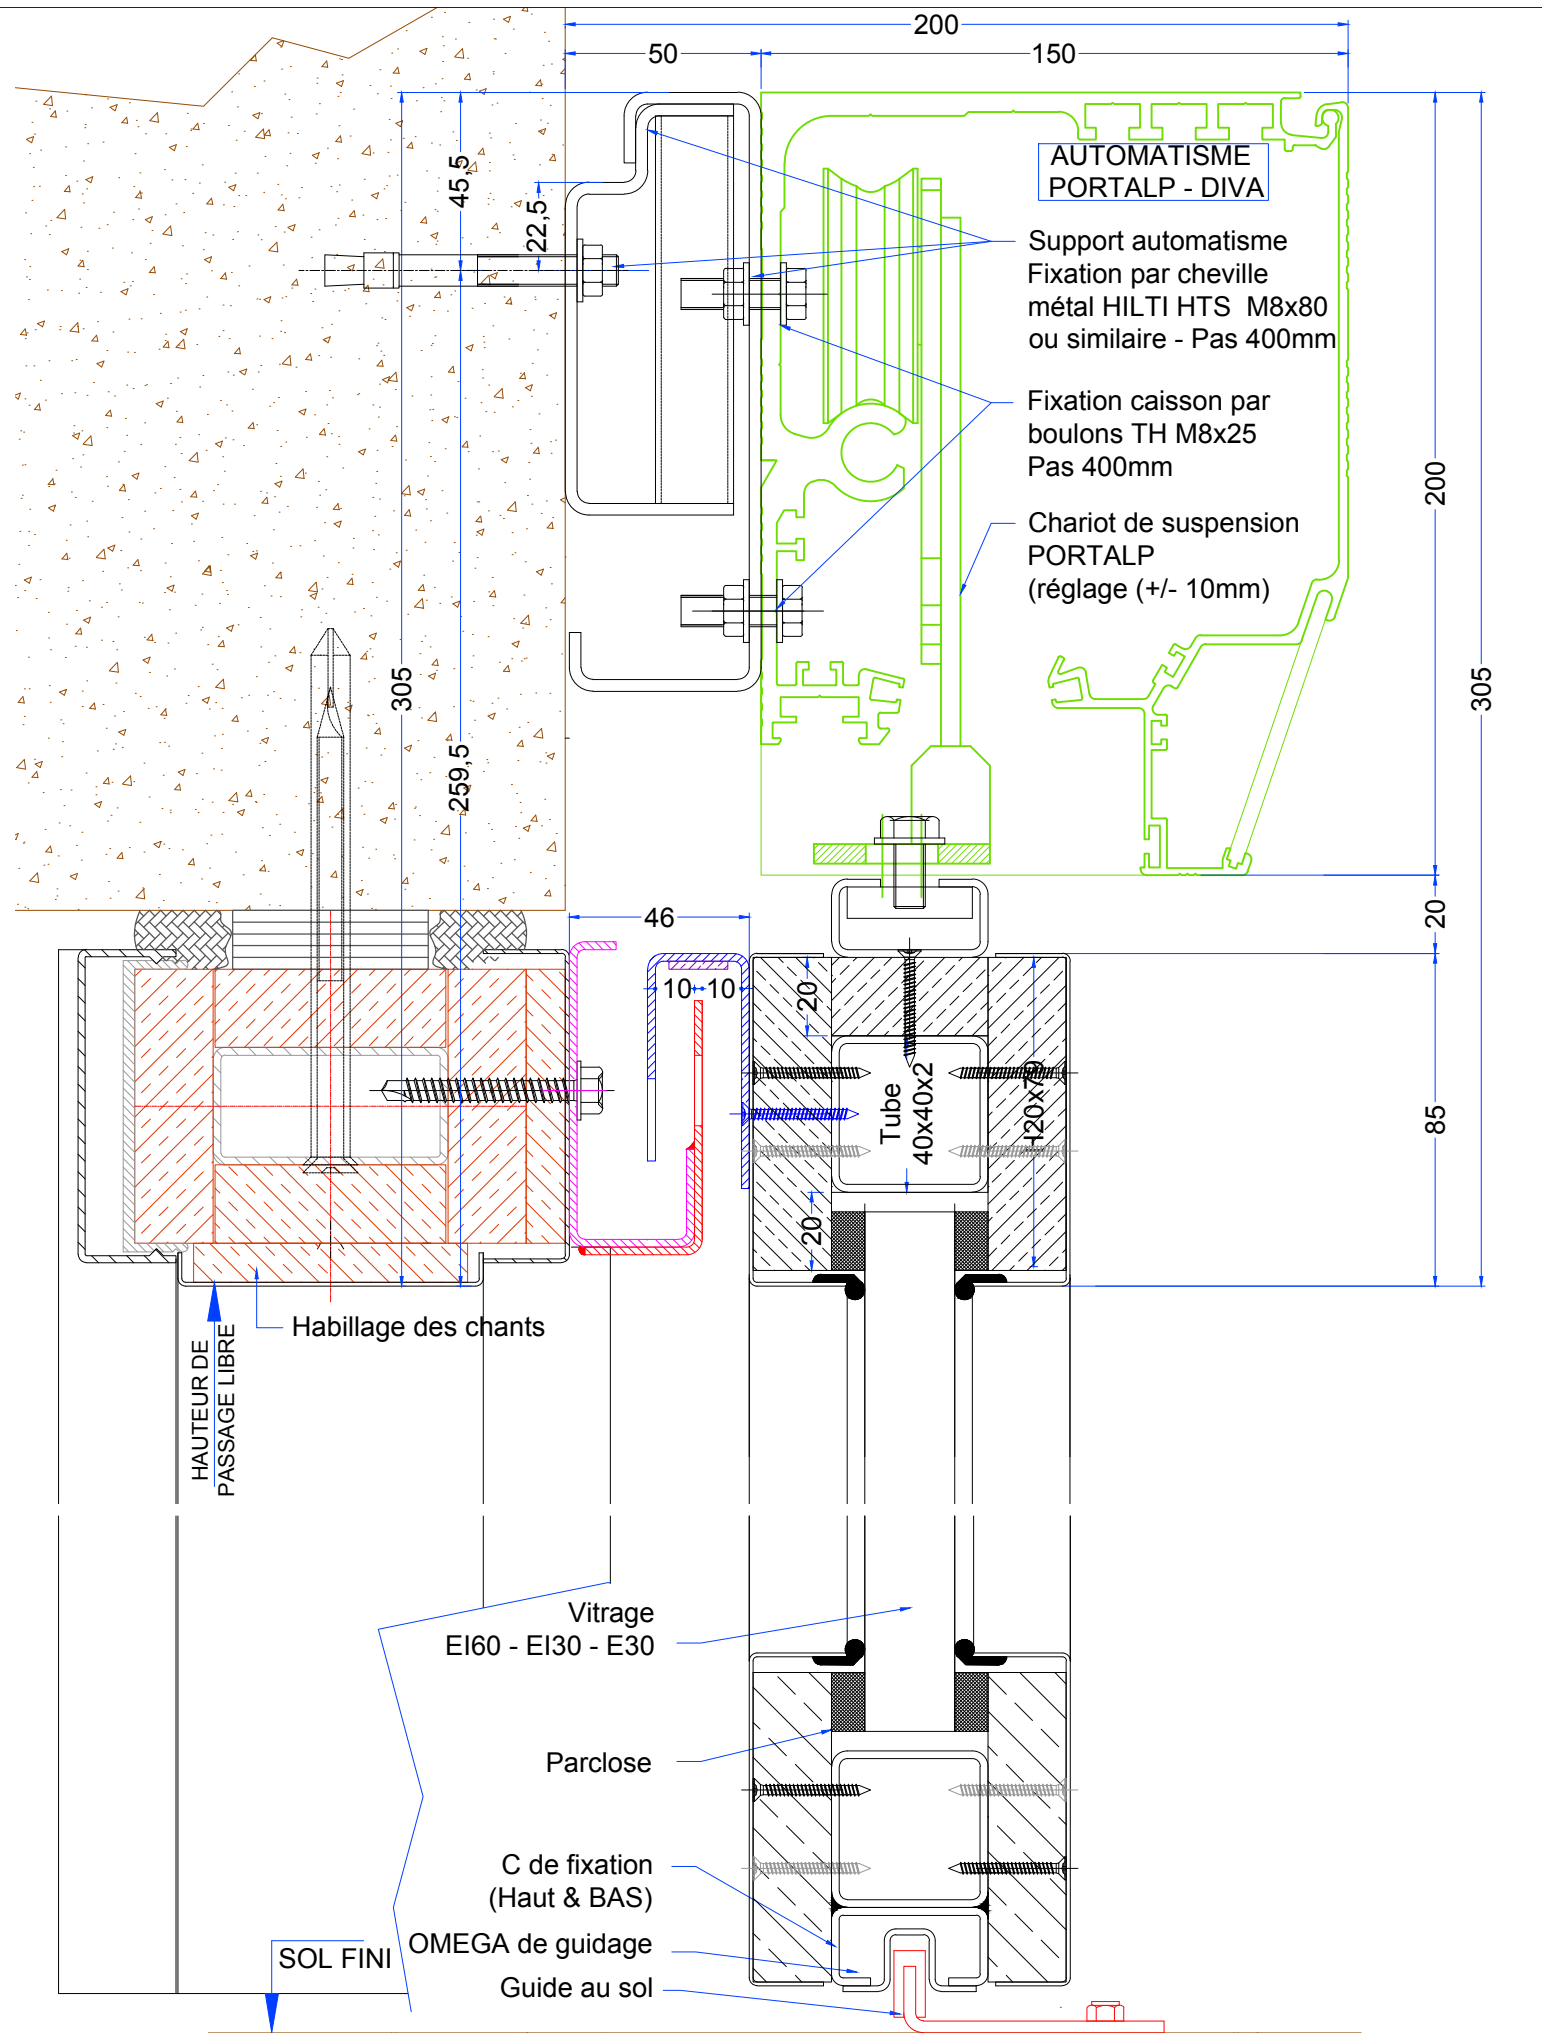 200
50
150
AUTOMATISME
PORTALP - DIVA
45,5
22,5
Support automatisme
Fixation par cheville
métal HILTI HTS  M8x80
ou similaire - Pas 400mm
Fixation caisson par
boulons TH M8x25
Pas 400mm
200
Chariot de suspension
PORTALP
(réglage (+/- 10mm)
305
305
259,5
20
46
10
10
20
Tube
40x40x2
H20x79
85
20
Habillage des chants
HAUTEUR DE
PASSAGE LIBRE
Vitrage
EI60 - EI30 - E30
Parclose
C de fixation
(Haut & BAS)
OMEGA de guidage
SOL FINI
Guide au sol